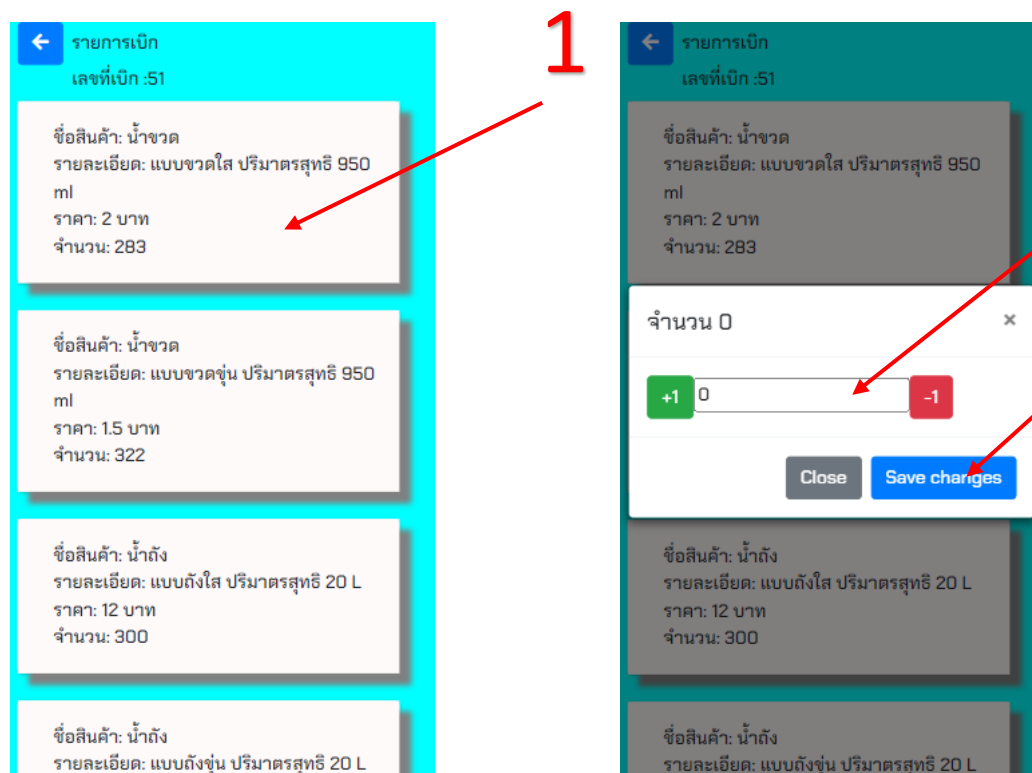 1
รายการเบิก
เลขที่เบิก :51
ชื่อสินค้า: น้ำขวด
รายละเอียด: แบบขวดใส ปริมาตรสุทธิ 950
ml
ราคา: 2 บาท
จำนวน: 283
ชื่อสินค้า: น้ำขวด
รายละเอียด: แบบขวดขุ่น ปริมาตรสุทธิ 950
ml
ราคา: 1.5 บาท
จำนวน: 322
ชื่อสินค้า: น้ำถัง
รายละเอียด: แบบถังใส ปริมาตรสุทธิ 20 L
ราคา: 12 บาท
จำนวน: 300
ชื่อสินค้า: น้ำถัง
รายละเอียด: แบบถังขุ่น ปริมาตรสุทธิ 20 L
รายการเบิก
เลขที่เบิก :51
ชื่อสินค้า: น้ำขวด
รายละเอียด: แบบขวดใส ปริมาตรสุทธิ 950
ml
ราคา: 2 บาท
จำนวน: 283
จำนวน 0
×
+1 0 -1
Close Save changes
ชื่อสินค้า: น้ำถัง
รายละเอียด: แบบถังใส ปริมาตรสุทธิ 20 L
ราคา: 12 บาท
จำนวน: 300
ชื่อสินค้า: น้ำถัง
รายละเอียด: แบบถังขุ่น ปริมาตรสุทธิ 20 L